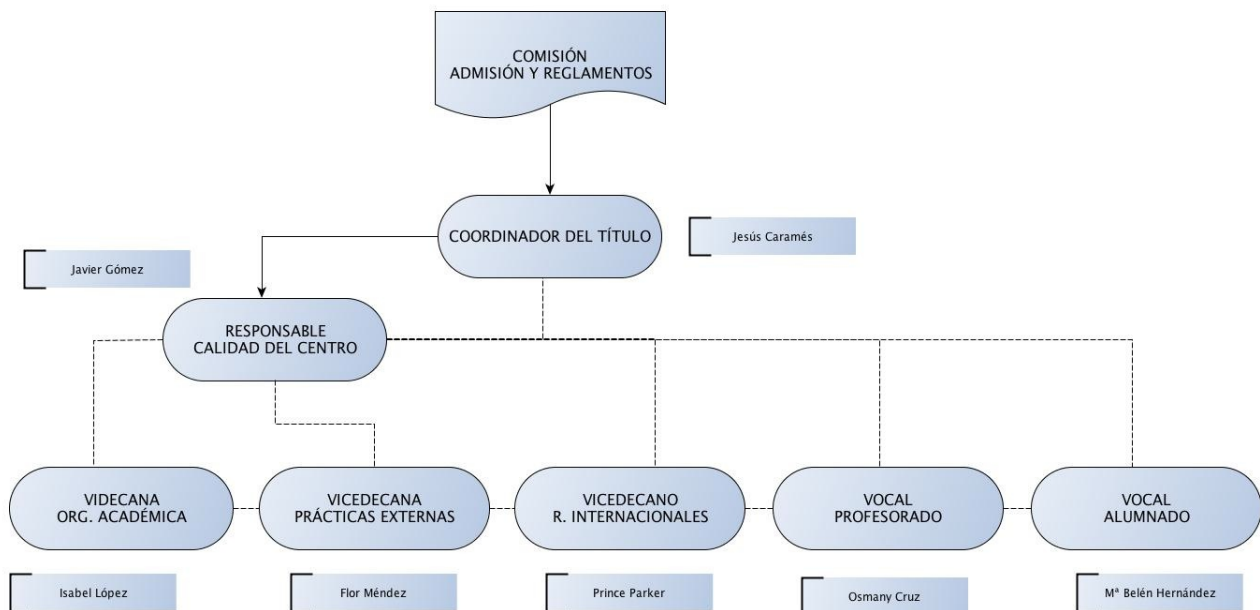 COMISIÓN
ADMISIÓN Y REGLAMENTOS
COORDINADOR DEL TÍTULO
Jesús Caramés
Javier Gómez
RESPONSABLE
CALIDAD DEL CENTRO
VIDECANA
ORG. ACADÉMICA
VICEDECANA
PRÁCTICAS EXTERNAS
VICEDECANO
R. INTERNACIONALES
VOCAL
PROFESORADO
VOCAL
ALUMNADO
Isabel López
Flor Méndez
Prince Parker
Osmany Cruz
Mª Belén Hernández